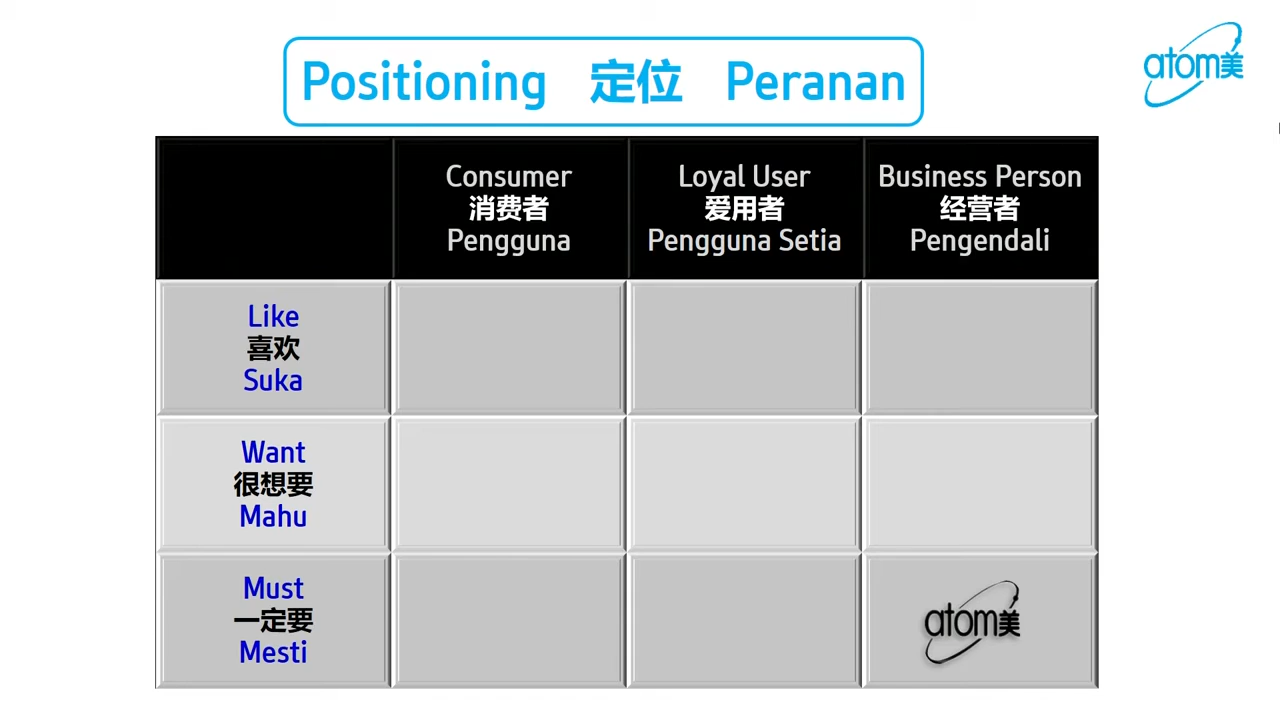 Positioning 定位 Peranan
atom美
Consumer
消费者
Pengguna
Loyal User
爱用者
Pengguna Setia
Business Person
经营者
Pengendali
Like
喜欢
Suka
Want
很想要
Mahu
Must
一定要
Mesti
atom美